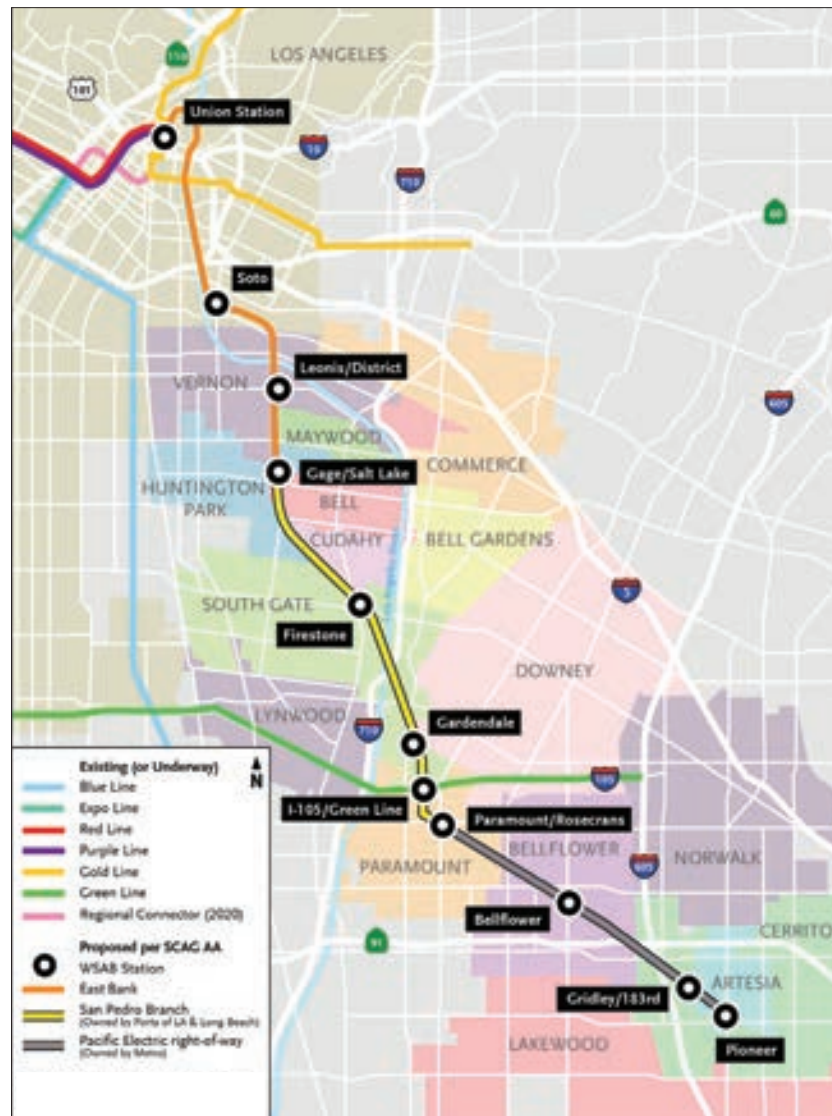 LOS ANGELES
110
101
Union Station
10
710
60
Soto
Leonis/District
VERNON
605
MAYWOOD
COMMERCE
Gage/Salt Lake
HUNTINGTON
PARK
BELL
CUDAHY
BELL GARDENS
5
SOUTH GATE
Firestone
DOWNEY
LYNWOOD
710
Gardendale
105
I-105/Green Line
Paramount/Rosecrans
BELLFLOWER
PARAMOUNT
NORWALK
605
Bellflower
91
CERRITO
ARTESIA
Gridley/183rd
Pioneer
LAKEWOOD
Existing (or Underway)
N
Blue Line
Expo Line
Red Line
Purple Line
Gold Line
Green Line
Regional Connector (2020)
Proposed per SCAG AA
WSAB Station
East Bank
San Pedro Branch
(Owned by Ports of LA & Long Beach)
Pacific Electric right-of-way
(Owned by Metro)